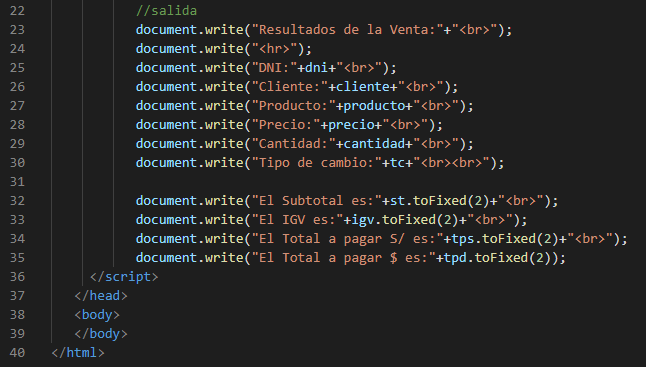 22 //salida
23 document.write("Resultados de la Venta:"+"<br>");
24 document.write("<hr>");
25 document.write("DNI:"+dni+"<br>");
26 document.write("Cliente:"+cliente+"<br>");
27 document.write("Producto:"+producto+"<br>");
28 document.write("Precio:"+precio+"<br>");
29 document.write("Cantidad:"+cantidad+"<br>");
30 document.write("Tipo de cambio:"+tc+"<br><br>");
31
32 document.write("El Subtotal es:"+st.toFixed(2)+"<br>");
33 document.write("El IGV es:"+igv.toFixed(2)+"<br>");
34 document.write("El Total a pagar S/ es:"+tps.toFixed(2)+"<br>");
35 document.write("El Total a pagar $ es:"+tpd.toFixed(2));
36 </script>
37 </head>
38 <body>
39 </body>
40 </html>